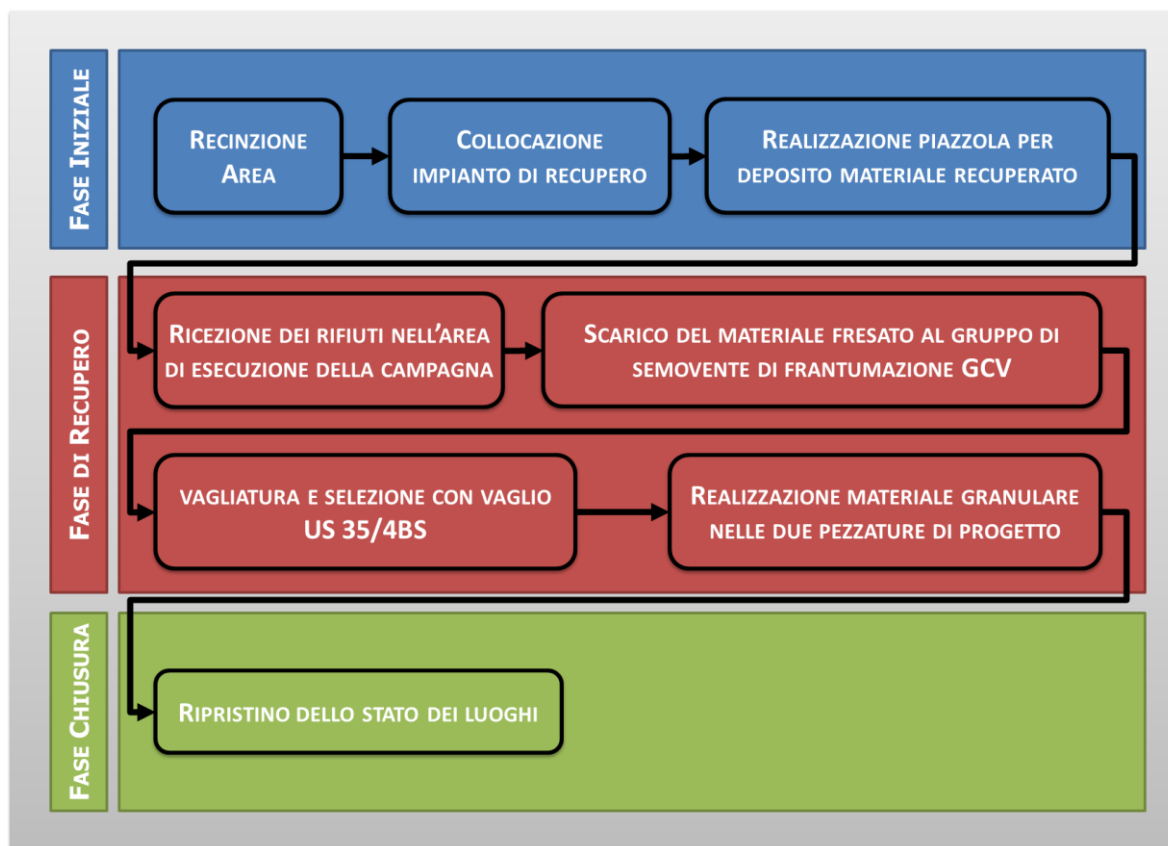 FASE INIZIALE
RECINZIONE
AREA
COLLOCAZIONE
IMPIANTO DI RECUPERO
REALIZZAZIONE PIAZZOLA PER
DEPOSITO MATERIALE RECUPERATO
FASE DI RECUPERO
RICEZIONE DEI RIFIUTI NELL'AREA
DI ESECUZIONE DELLA CAMPAGNA
SCARICO DEL MATERIALE FRESATO AL GRUPPO DI
SEMOVENTE DI FRANTUMAZIONE GCV
VAGLIATURA E SELEZIONE CON VAGLIO
US 35/4BS
REALIZZAZIONE MATERIALE GRANULARE
NELLE DUE PEZZATURE DI PROGETTO
FASE CHIUSURA
RIPRISTINO DELLO STATO DEI LUOGHI